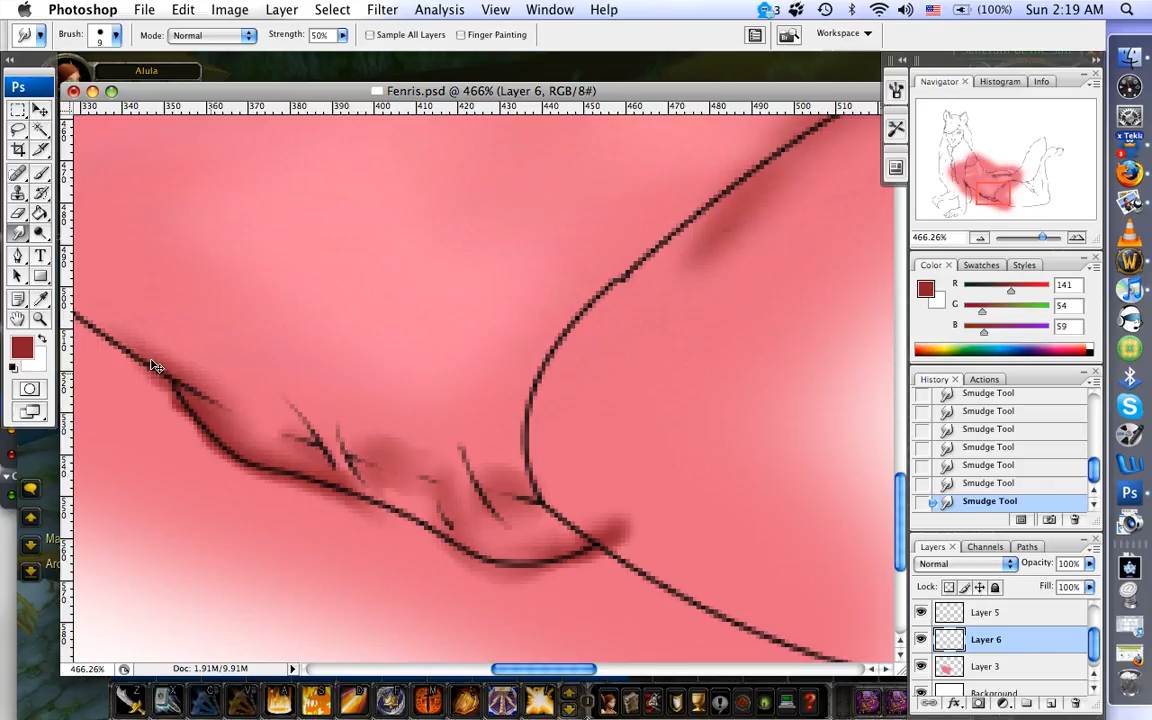 Photoshop File Edit Image Layer Select Filter Analysis View Window Help 3 (100%) Sun 2:19 AM
Brush: 9 Mode: Normal Strength: 50% Sample All Layers Finger Painting Workspace
Alula
Ps
Fenris.psd @ 466% (Layer 6, RGB/8#)
330 340 350 360 370 380 390 400 410 420 430 440 450 460 470 480 490 500 510
Navigator × Histogram Info
466.26%
Color × Swatches Styles
R 141
G 54
B 59
History × Actions
Smudge Tool
Smudge Tool
Smudge Tool
Smudge Tool
Smudge Tool
Smudge Tool
Smudge Tool
Layers × Channels Paths
Normal Opacity: 100%
Lock: Fill: 100%
Layer 5
Layer 6
Layer 3
Background
466.26% Doc: 1.91M/9.91M